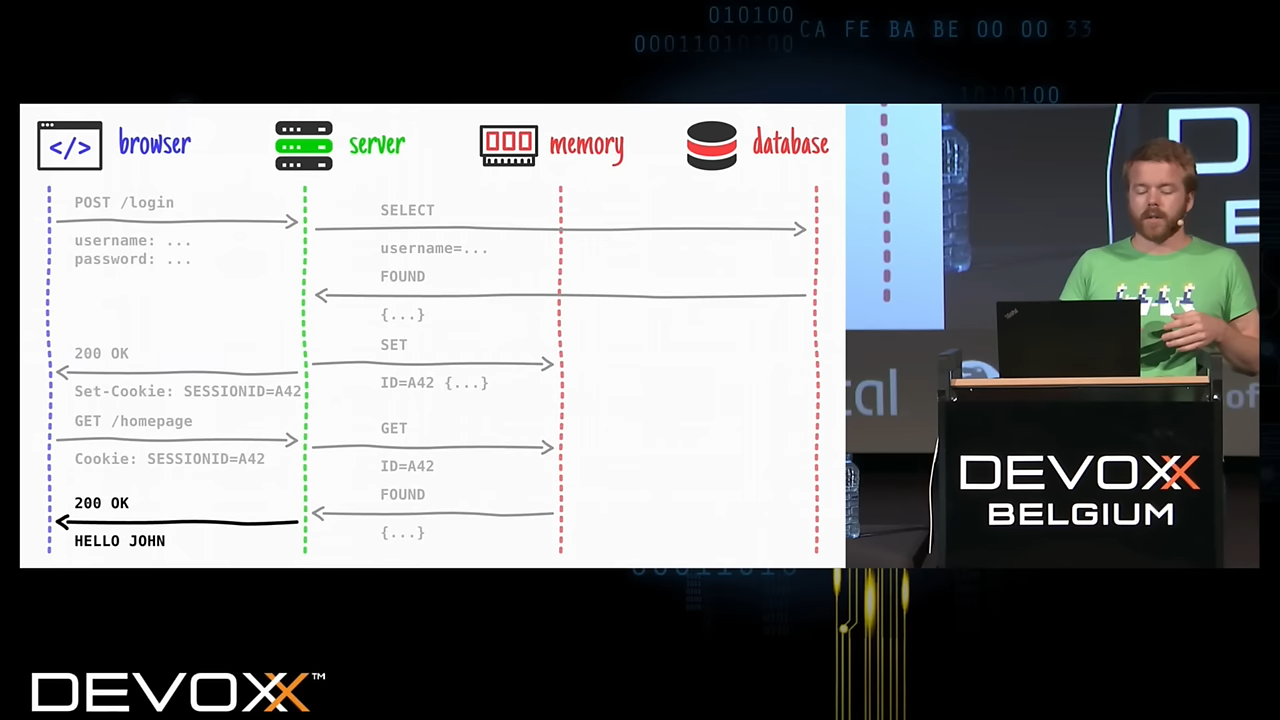 010100
CA FE BA BE 00 00 33
browser
server
memory
database
POST /login
username: ...
password: ...
SELECT
username=...
FOUND
{...}
200 OK
Set-Cookie: SESSIONID=A42
SET
ID=A42 {...}
GET /homepage
Cookie: SESSIONID=A42
GET
ID=A42
FOUND
{...}
200 OK
HELLO JOHN
DEVOXX
BELGIUM
DEVOXX™